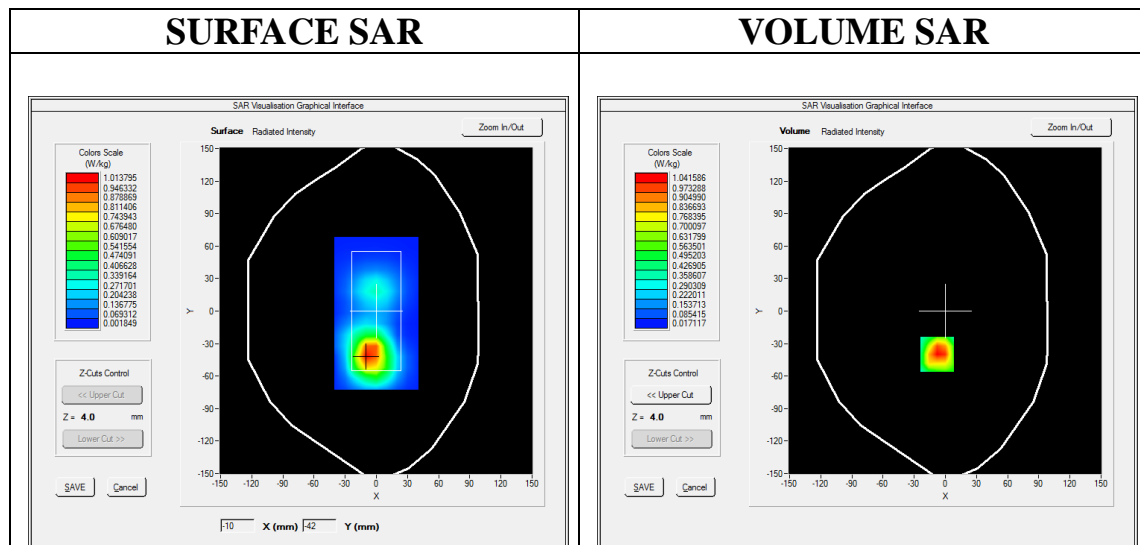 SURFACE SAR
VOLUME SAR
SAR Visualisation Graphical Interface
Surface Radiated Intensity
Zoom In/Out
Colors Scale
(W/kg)
1.013795
0.946332
0.878869
0.811406
0.743943
0.676480
0.609017
0.541554
0.474091
0.406628
0.339164
0.271701
0.204238
0.136775
0.069312
0.001849
150-
120-
90-
60-
30-
0-
-30-
-60-
-90-
-120-
-150-
Y
-150 -120 -90 -60 -30 0 30 60 90 120 150
X
Z-Cuts Control
<< Upper Cut
Z = 4.0 mm
Lower Cut >>
SAVE
Cancel
-10 X (mm) -42 Y (mm)
SAR Visualisation Graphical Interface
Volume Radiated Intensity
Zoom In/Out
Colors Scale
(W/kg)
1.041586
0.973288
0.904990
0.836693
0.768395
0.700097
0.631799
0.563501
0.495203
0.426905
0.358607
0.290309
0.222011
0.153713
0.085415
0.017117
150-
120-
90-
60-
30-
0-
-30-
-60-
-90-
-120-
-150-
Y
-150 -120 -90 -60 -30 0 30 60 90 120 150
X
Z-Cuts Control
<< Upper Cut
Z = 4.0 mm
Lower Cut >>
SAVE
Cancel